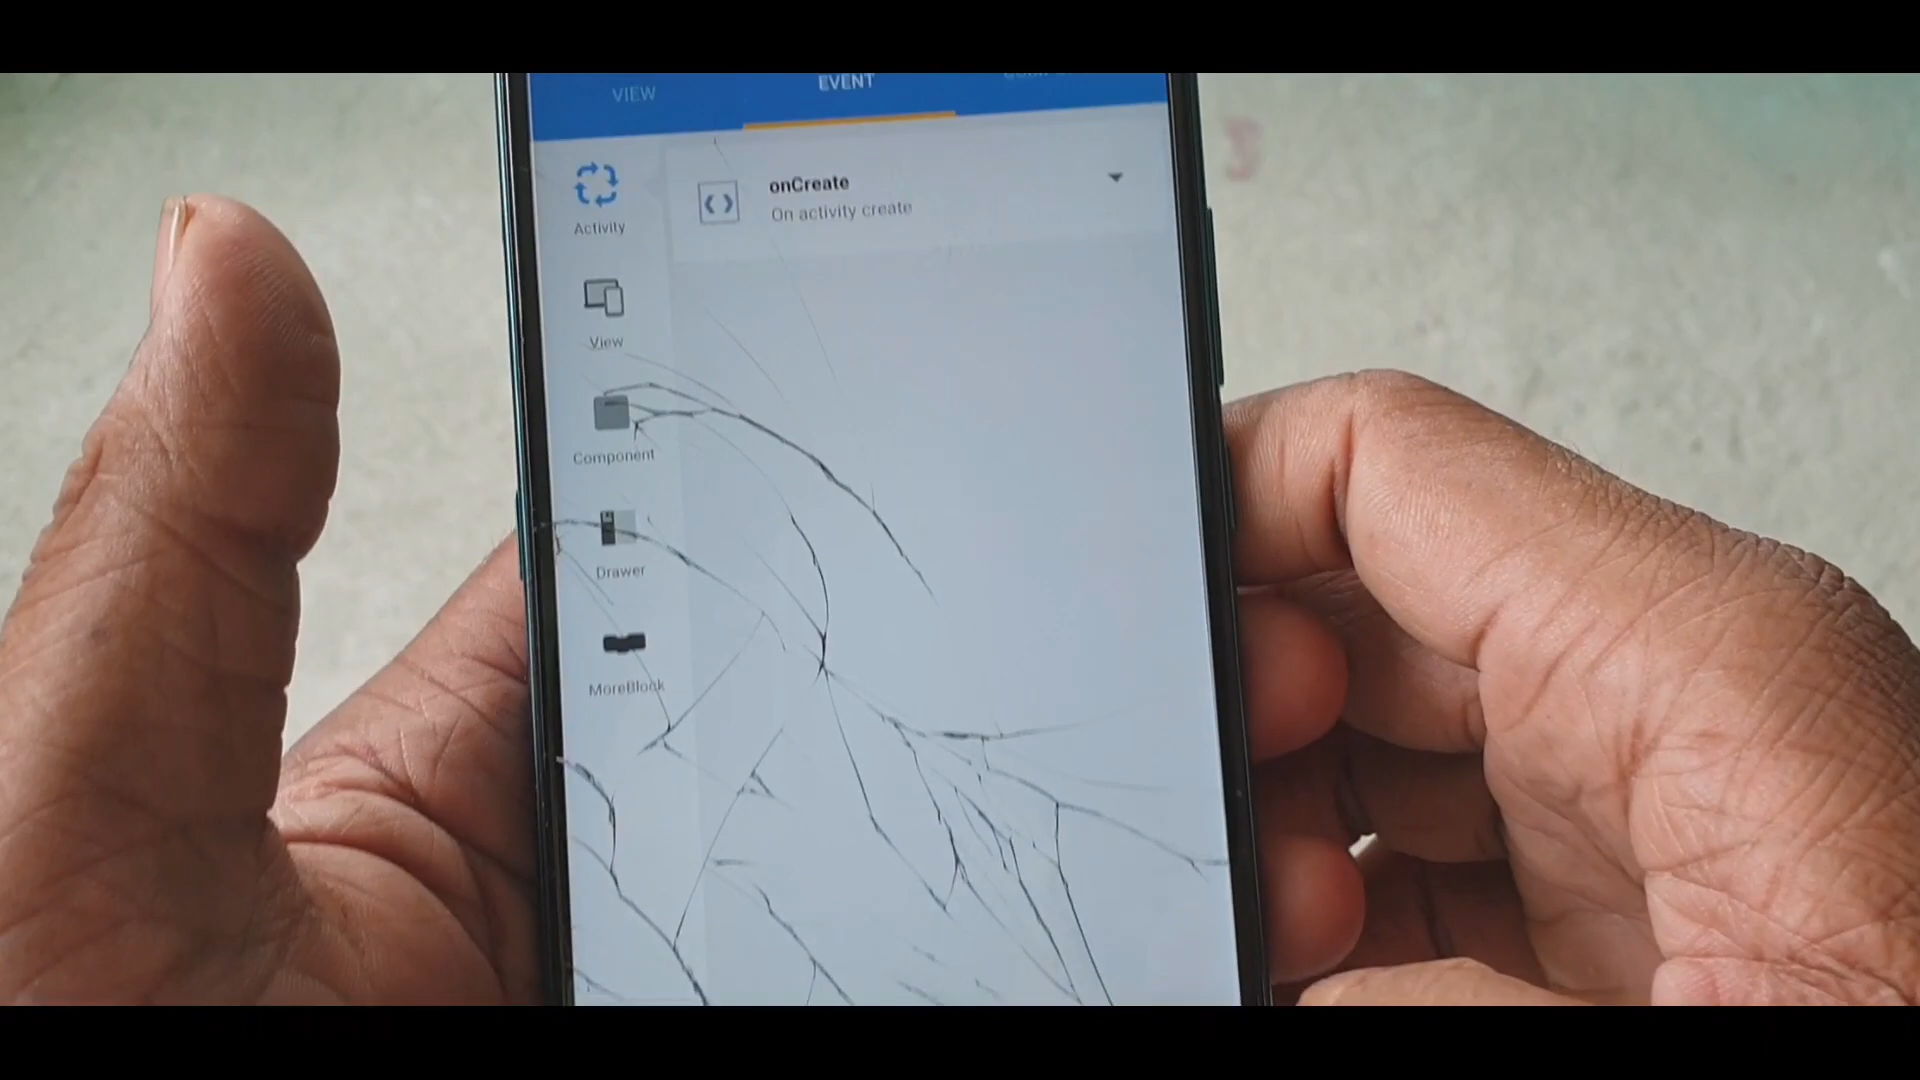 VIEW
EVENT
onCreate
On activity create
Activity
View
Component
Drawer
MoreBlock